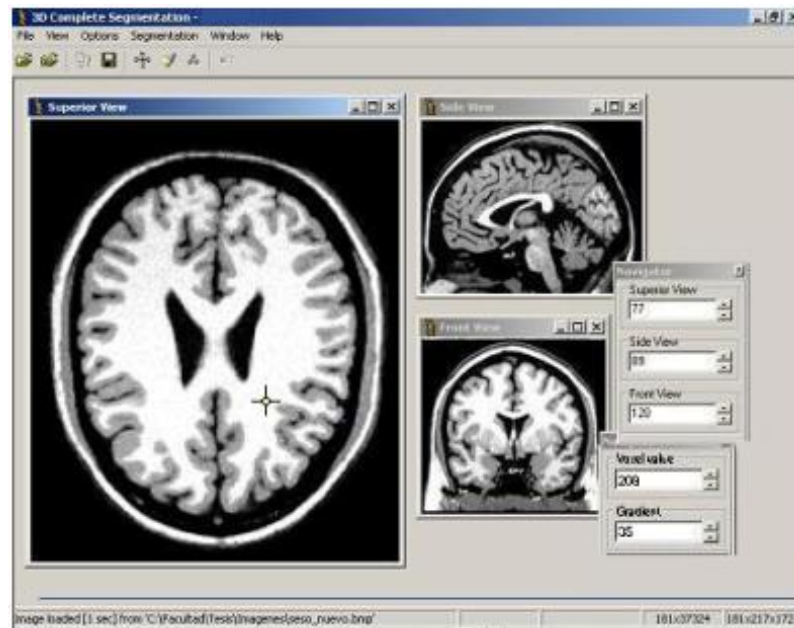 3D Complete Segmentation -
File View Options Segmentation Window Help
Superior View
Side View
Navigator
Superior View
77
Side View
89
Front View
120
Front View
Voxel value
208
Gradient
35
Image loaded [1 sec] from 'C:\Facultad\Tesis\Imagenes\seso_nuevo.bmp'
181x37324
181x217x172